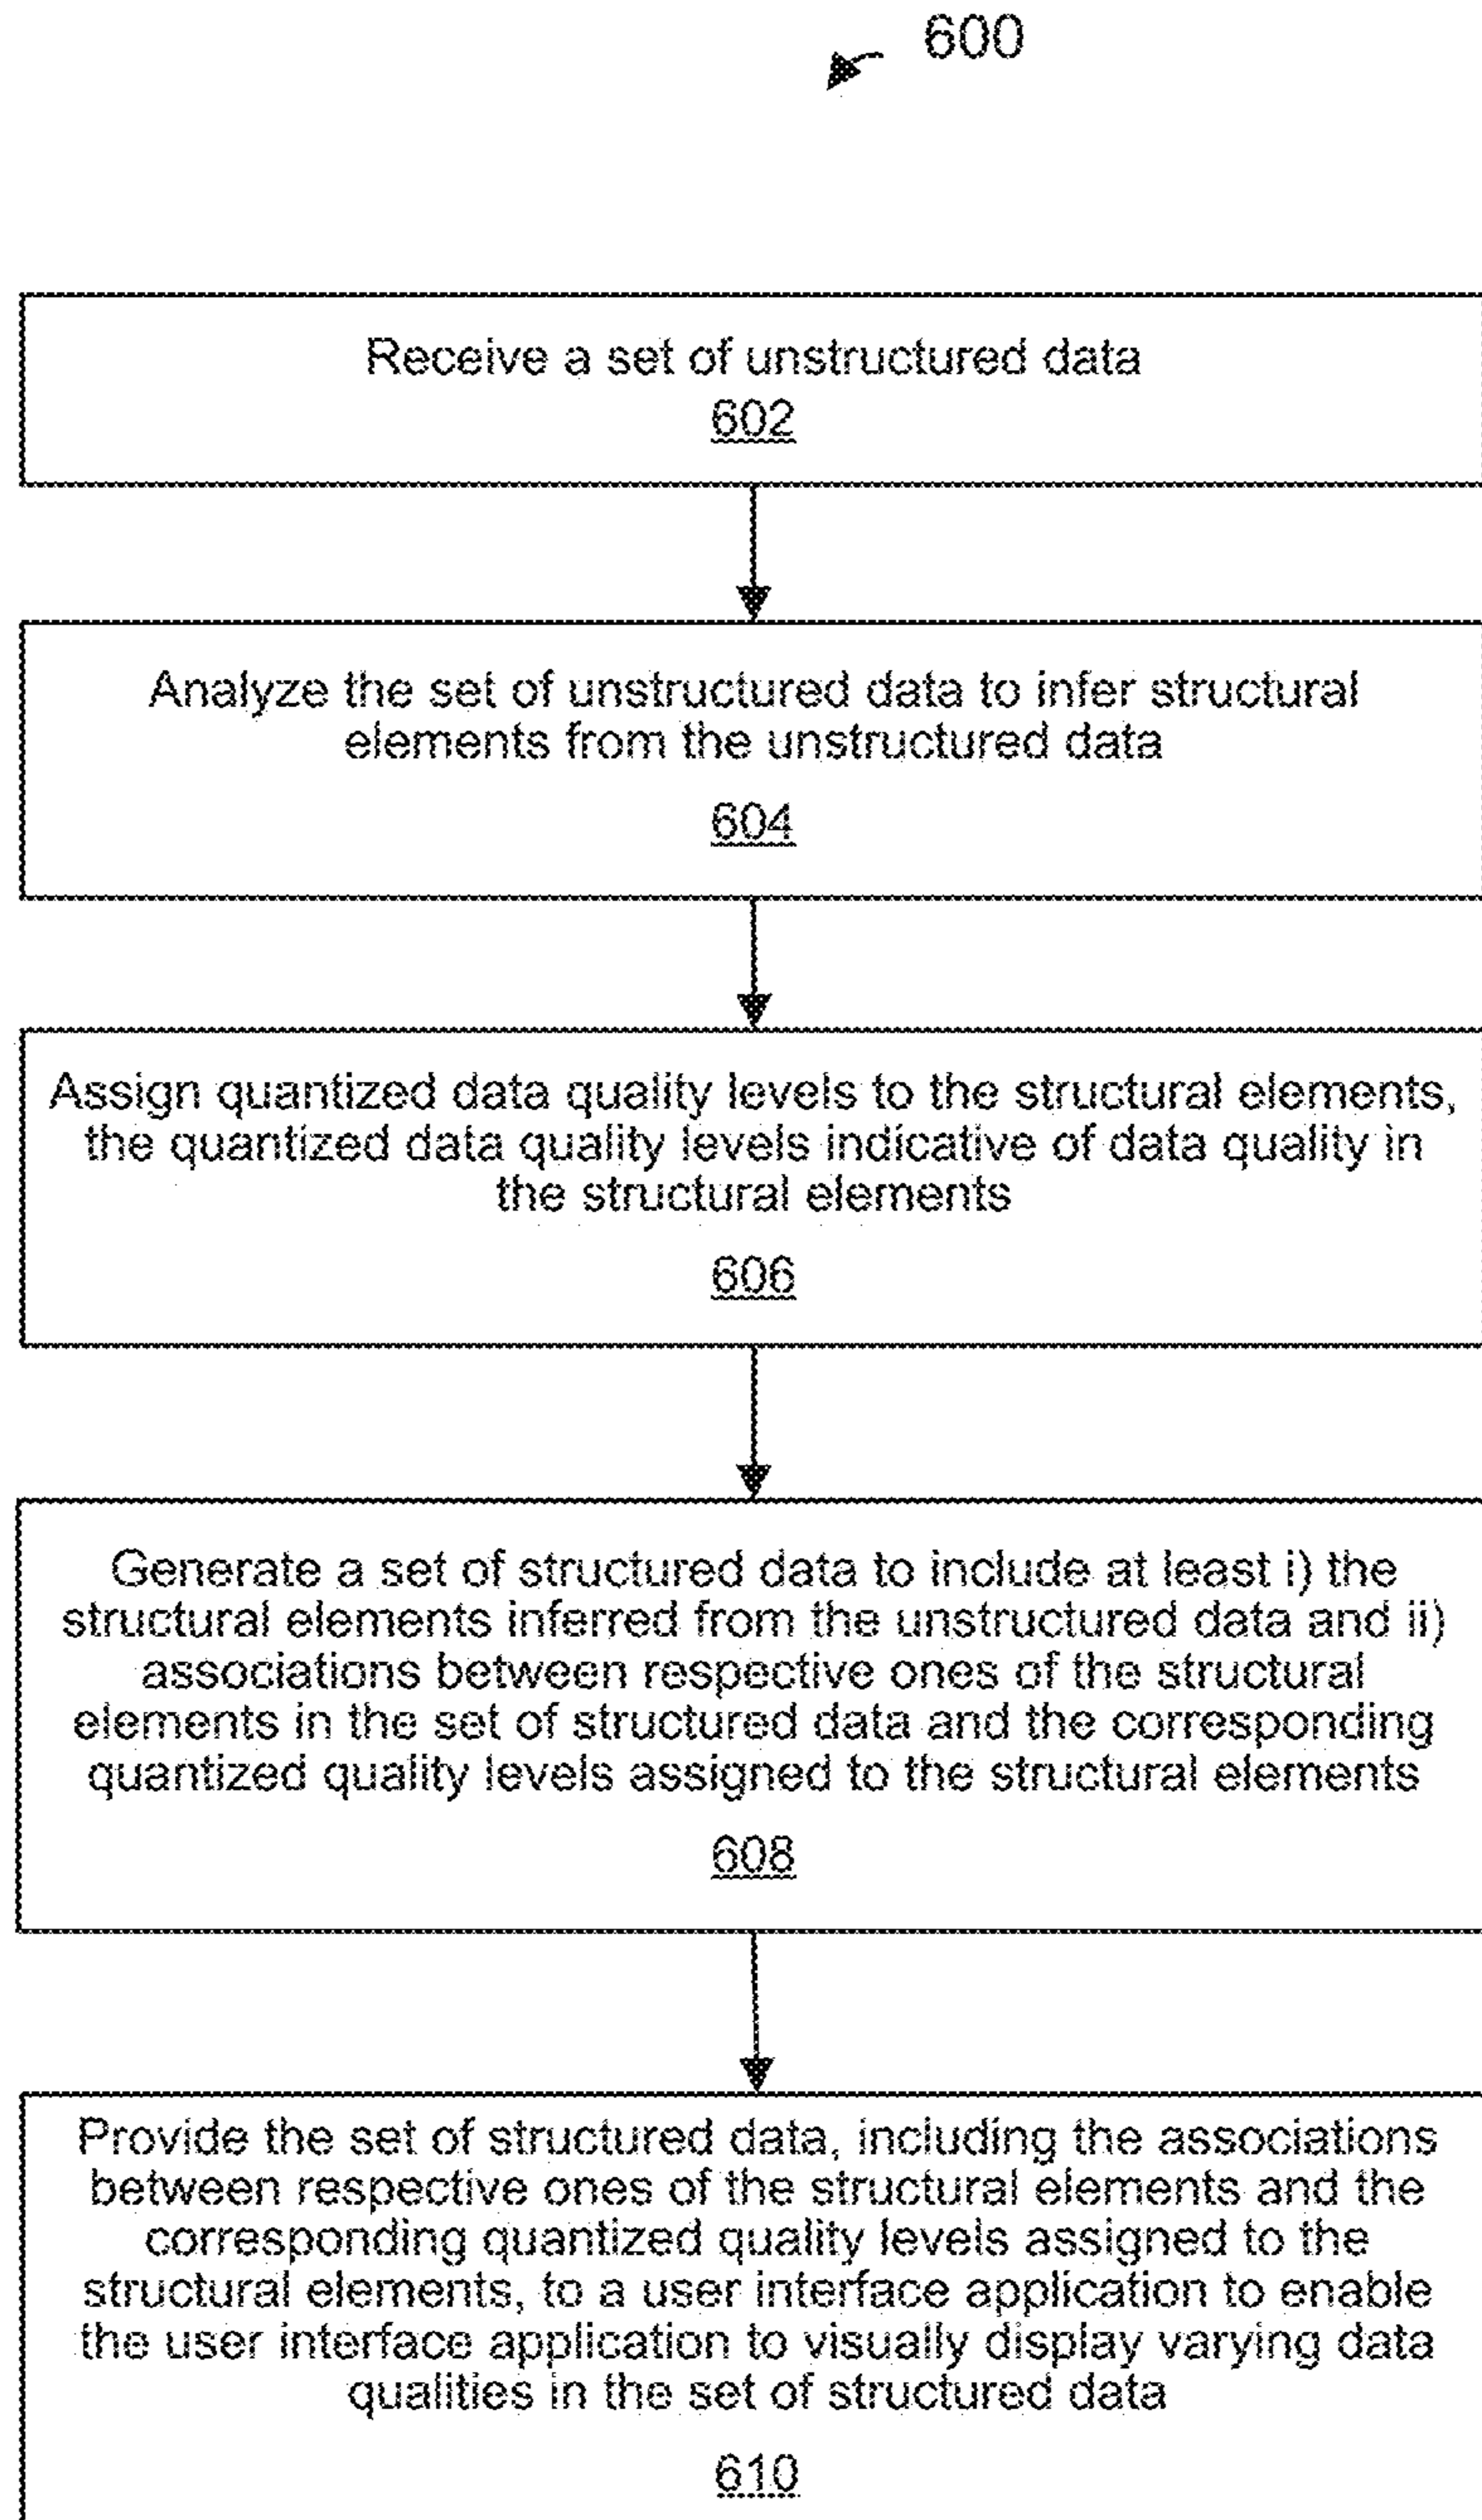 600
Receive a set of unstructured data
602
Analyze the set of unstructured data to infer structural
elements from the unstructured data
604
Assign quantized data quality levels to the structural elements,
the quantized data quality levels indicative of data quality in
the structural elements
606
Generate a set of structured data to include at least i) the
structural elements inferred from the unstructured data and ii)
associations between respective ones of the structural
elements in the set of structured data and the corresponding
quantized quality levels assigned to the structural elements
608
Provide the set of structured data, including the associations
between respective ones of the structural elements and the
corresponding quantized quality levels assigned to the
structural elements, to a user interface application to enable
the user interface application to visually display varying data
qualities in the set of structured data
610